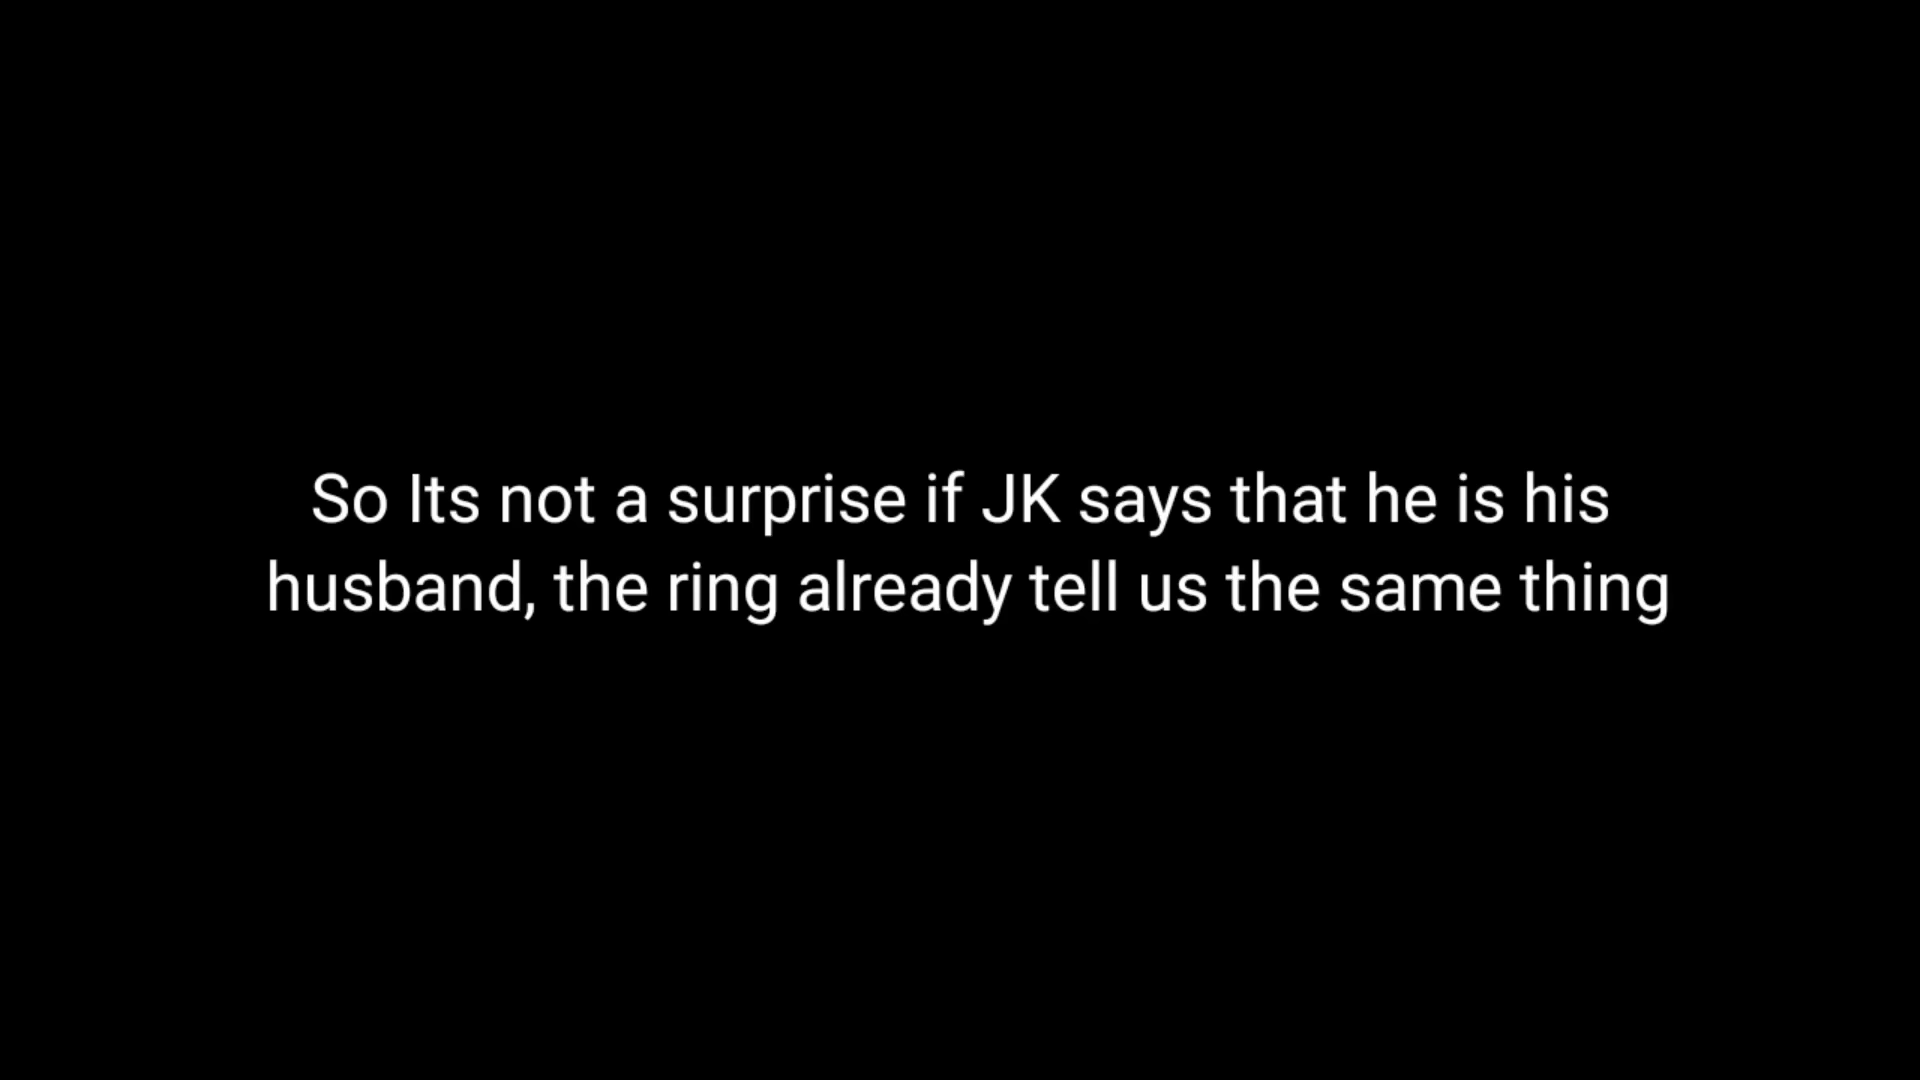 So Its not a surprise if JK says that he is his
husband, the ring already tell us the same thing